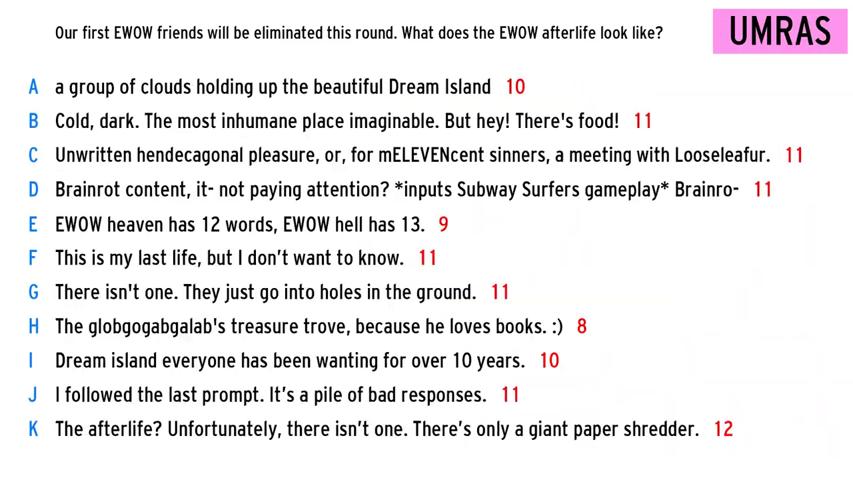 Our first EWOW friends will be eliminated this round. What does the EWOW afterlife look like?
UMRAS
A a group of clouds holding up the beautiful Dream Island 10
B Cold, dark. The most inhumane place imaginable. But hey! There's food! 11
C Unwritten hendecagonal pleasure, or, for mELEVENcent sinners, a meeting with Looseleafur. 11
D Brainrot content, it- not paying attention? *inputs Subway Surfers gameplay* Brainro- 11
E EWOW heaven has 12 words, EWOW hell has 13. 9
F This is my last life, but I don’t want to know. 11
G There isn't one. They just go into holes in the ground. 11
H The globgogabgalab's treasure trove, because he loves books. :) 8
I Dream island everyone has been wanting for over 10 years. 10
J I followed the last prompt. It’s a pile of bad responses. 11
K The afterlife? Unfortunately, there isn’t one. There’s only a giant paper shredder. 12